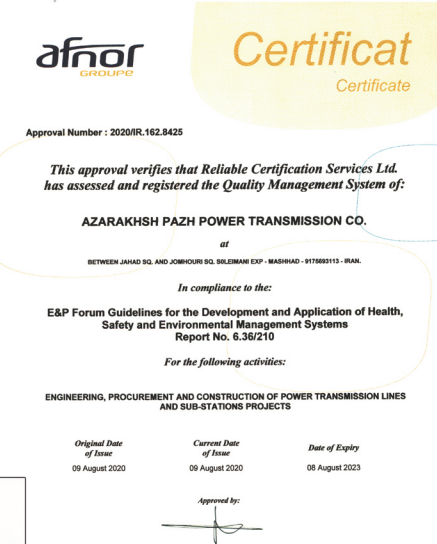 afnor
GROUPE
Certificat
Certificate
Approval Number : 2020/IR.162.8425
This approval verifies that Reliable Certification Services Ltd.
has assessed and registered the Quality Management System of:
AZARAKHSH PAZH POWER TRANSMISSION CO.
at
BETWEEN JAHAD SQ. AND JOMHOURI SQ. S0LEIMANI EXP - MASHHAD - 9175693113 - IRAN.
In compliance to the:
E&P Forum Guidelines for the Development and Application of Health,
Safety and Environmental Management Systems
Report No. 6.36/210
For the following activities:
ENGINEERING, PROCUREMENT AND CONSTRUCTION OF POWER TRANSMISSION LINES
AND SUB-STATIONS PROJECTS
Original Date
of Issue
09 August 2020
Current Date
of Issue
09 August 2020
Date of Expiry
08 August 2023
Approved by: